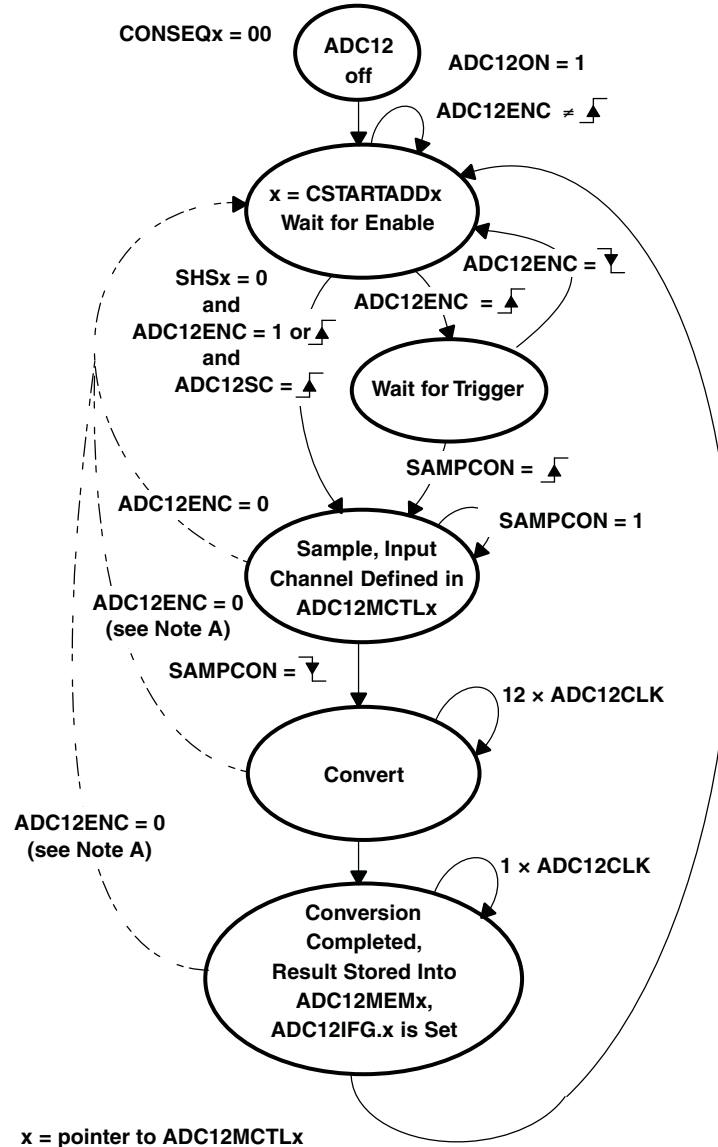 CONSEQx = 00
ADC12
off
ADC12ON = 1
ADC12ENC ≠
x = CSTARTADDx
Wait for Enable
SHSx = 0
and
ADC12ENC = 1 or
and
ADC12SC =
ADC12ENC =
ADC12ENC =
Wait for Trigger
SAMPCON =
ADC12ENC = 0
SAMPCON = 1
Sample, Input
Channel Defined in
ADC12MCTLx
ADC12ENC = 0
(see Note A)
SAMPCON =
12 × ADC12CLK
Convert
ADC12ENC = 0
(see Note A)
1 × ADC12CLK
Conversion
Completed,
Result Stored Into
ADC12MEMx,
ADC12IFG.x is Set
x = pointer to ADC12MCTLx